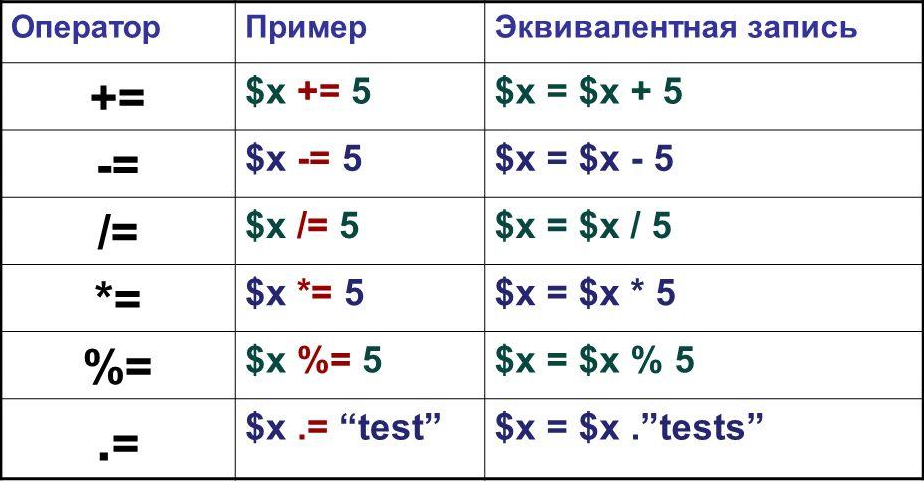 Оператор Пример Эквивалентная запись
+= $x += 5 $x = $x + 5
-= $x -= 5 $x = $x - 5
/= $x /= 5 $x = $x / 5
*= $x *= 5 $x = $x * 5
%= $x %= 5 $x = $x % 5
.= $x .= “test” $x = $x .”tests”